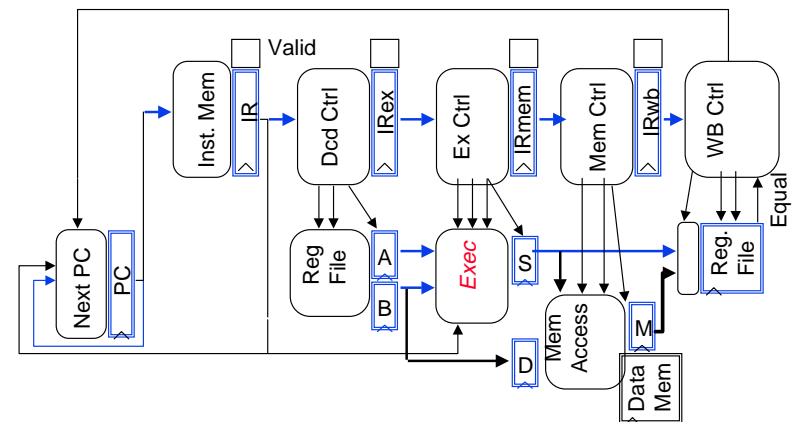 Valid
Inst. Mem
IR
Dcd Ctrl
IRex
Ex Ctrl
IRmem
Mem Ctrl
IRwb
WB Ctrl
Equal
Next PC
PC
Reg
File
A
B
Exec
S
D
Mem
Access
M
Data
Mem
Reg.
File